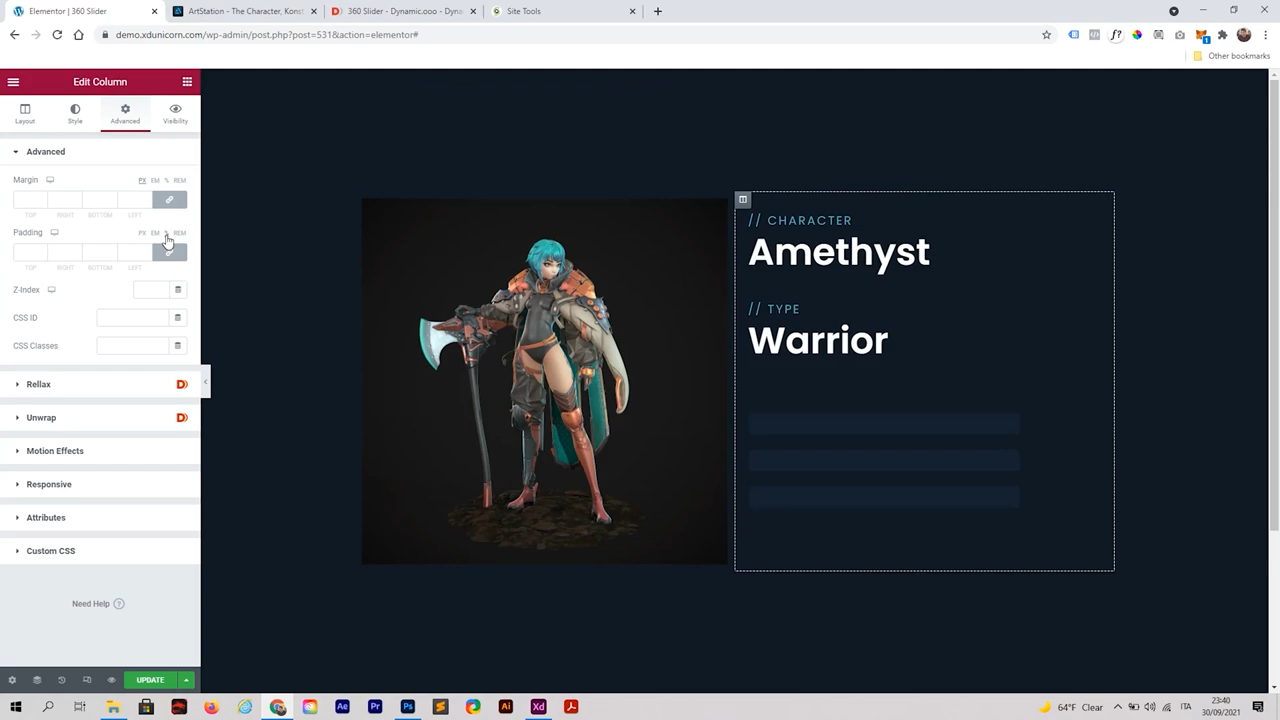 Elementor | 360 Slider
ArtStation - The Character, Konst
360 Slider - Dynamic.ooo - Dyna
Site Tools
demo.xdunicorn.com/wp-admin/post.php?post=531&action=elementor#
Other bookmarks
Edit Column
Layout
Style
Advanced
Visibility
Advanced
Margin
PX EM % REM
TOP RIGHT BOTTOM LEFT
Padding
PX EM % REM
TOP RIGHT BOTTOM LEFT
Z-Index
CSS ID
CSS Classes
Rellax
Unwrap
Motion Effects
Responsive
Attributes
Custom CSS
Need Help ?
UPDATE
// CHARACTER
Amethyst
// TYPE
Warrior
64°F Clear
ITA
23:40
30/09/2021